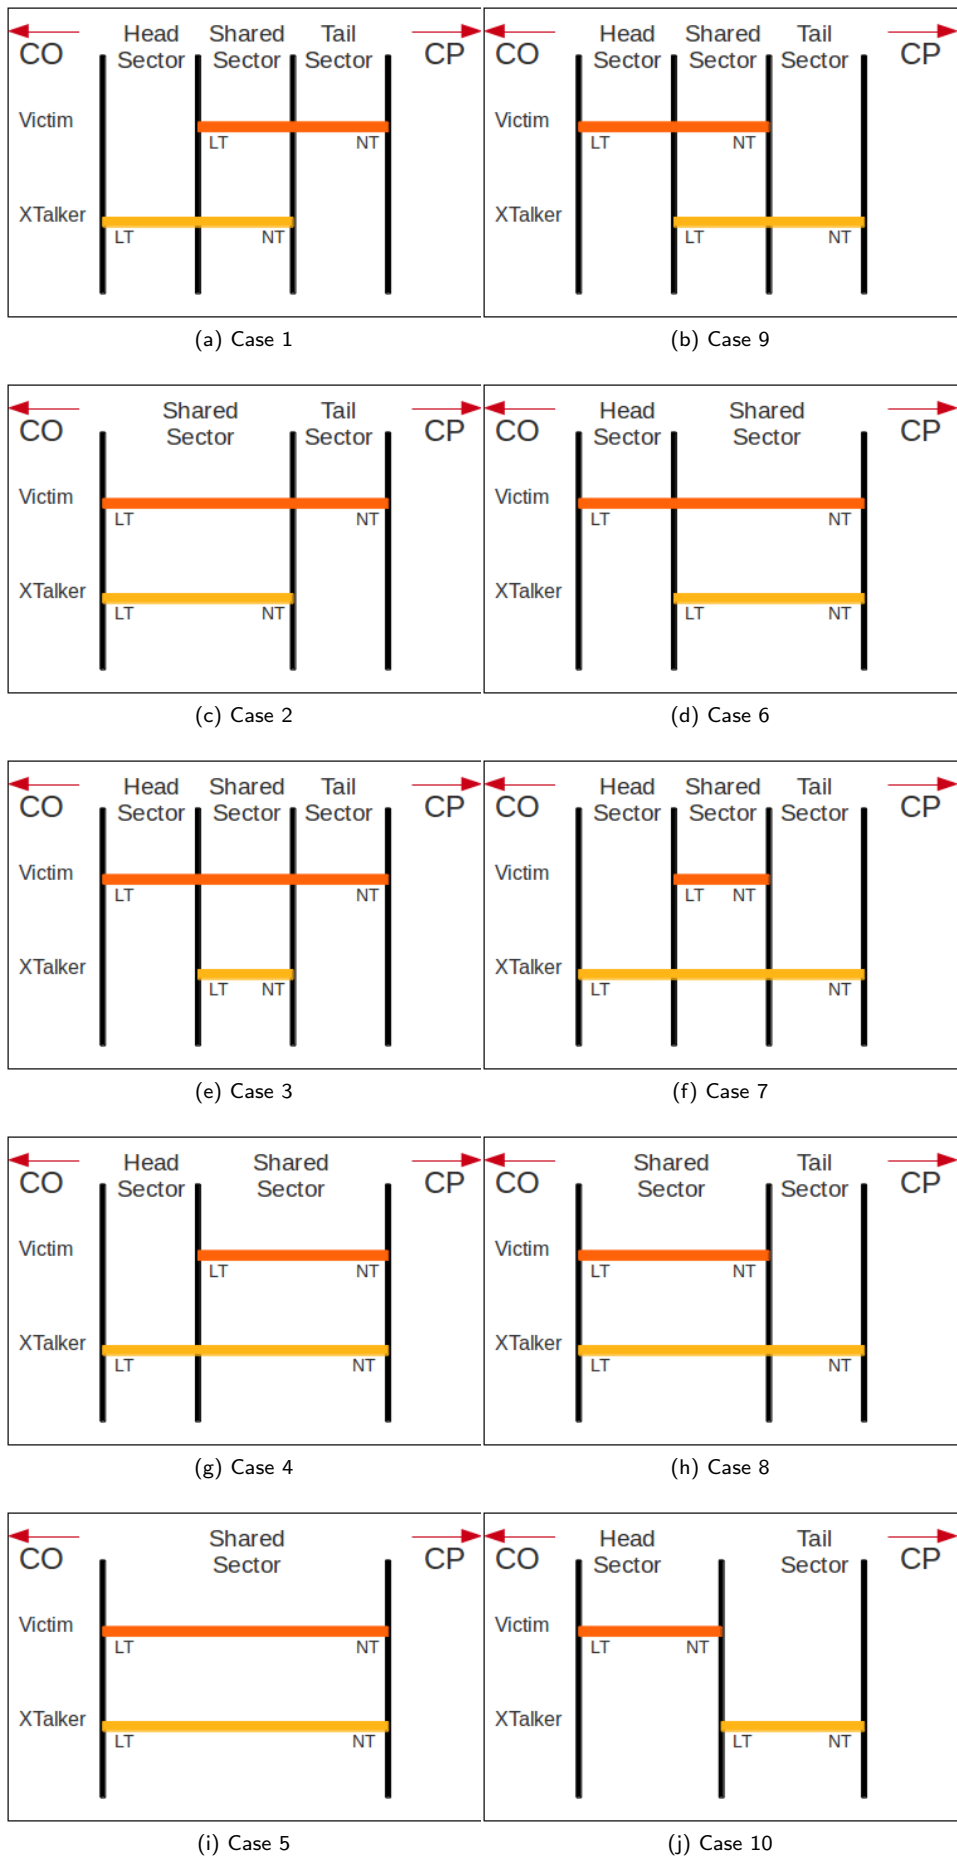 CO Head Sector Shared Sector Tail Sector CP
Victim
LT NT
XTalker
LT NT
(a) Case 1
CO Head Sector Shared Sector Tail Sector CP
Victim
LT NT
XTalker
LT NT
(b) Case 9
CO Shared Sector Tail Sector CP
Victim
LT NT
XTalker
LT NT
(c) Case 2
CO Head Sector Shared Sector CP
Victim
LT NT
XTalker
LT NT
(d) Case 6
CO Head Sector Shared Sector Tail Sector CP
Victim
LT NT
XTalker
LT NT
(e) Case 3
CO Head Sector Shared Sector Tail Sector CP
Victim
LT NT
XTalker
LT NT
(f) Case 7
CO Head Sector Shared Sector CP
Victim
LT NT
XTalker
LT NT
(g) Case 4
CO Shared Sector Tail Sector CP
Victim
LT NT
XTalker
LT NT
(h) Case 8
CO Shared Sector CP
Victim
LT NT
XTalker
LT NT
(i) Case 5
CO Head Sector Tail Sector CP
Victim
LT NT
XTalker
LT NT
(j) Case 10